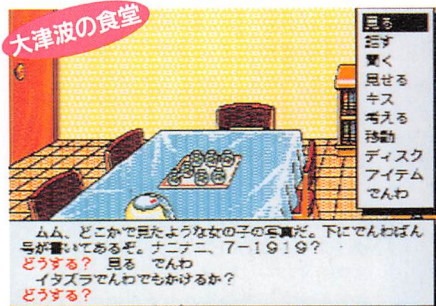 大津波の食堂
見る
話す
聞く
見せる
キス
考える
移動
ディスク
アイテム
でんわ
ムム、どこかで見たような女の子の写真だ。下にでんわばん
号が書いてあるぞ。ナニナニ、7−1919?
どうする? 見る でんわ
イタズラでんわでもかけるか?
どうする?